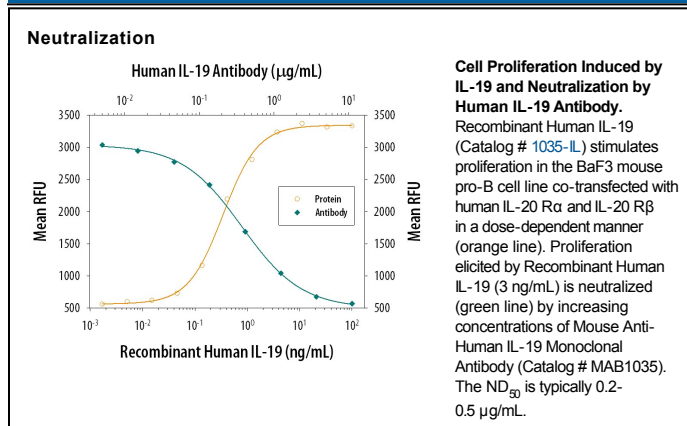 Neutralization
Human IL-19 Antibody (μg/mL)
10-2 10-1 100 101
3500 3500
3000 3000
2500 2500
2000 2000
1500 1500
1000 1000
500 500
Mean RFU
Mean RFU
Protein
Antibody
10-3 10-2 10-1 100 101 102
Recombinant Human IL-19 (ng/mL)
Cell Proliferation Induced by
IL-19 and Neutralization by
Human IL-19 Antibody.
Recombinant Human IL-19
(Catalog # 1035-IL) stimulates
proliferation in the BaF3 mouse
pro-B cell line co-transfected with
human IL-20 Rα and IL-20 Rβ
in a dose-dependent manner
(orange line). Proliferation
elicited by Recombinant Human
IL-19 (3 ng/mL) is neutralized
(green line) by increasing
concentrations of Mouse Anti-
Human IL-19 Monoclonal
Antibody (Catalog # MAB1035).
The ND50 is typically 0.2-
0.5 μg/mL.